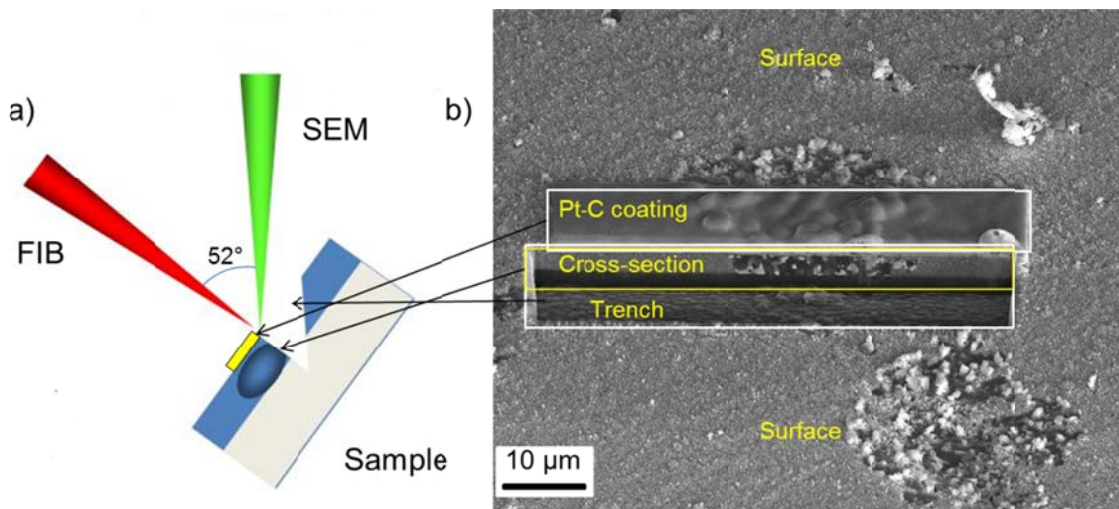 a)
SEM
FIB
52°
Sample
b)
Surface
Pt-C coating
Cross-section
Trench
Surface
10 µm